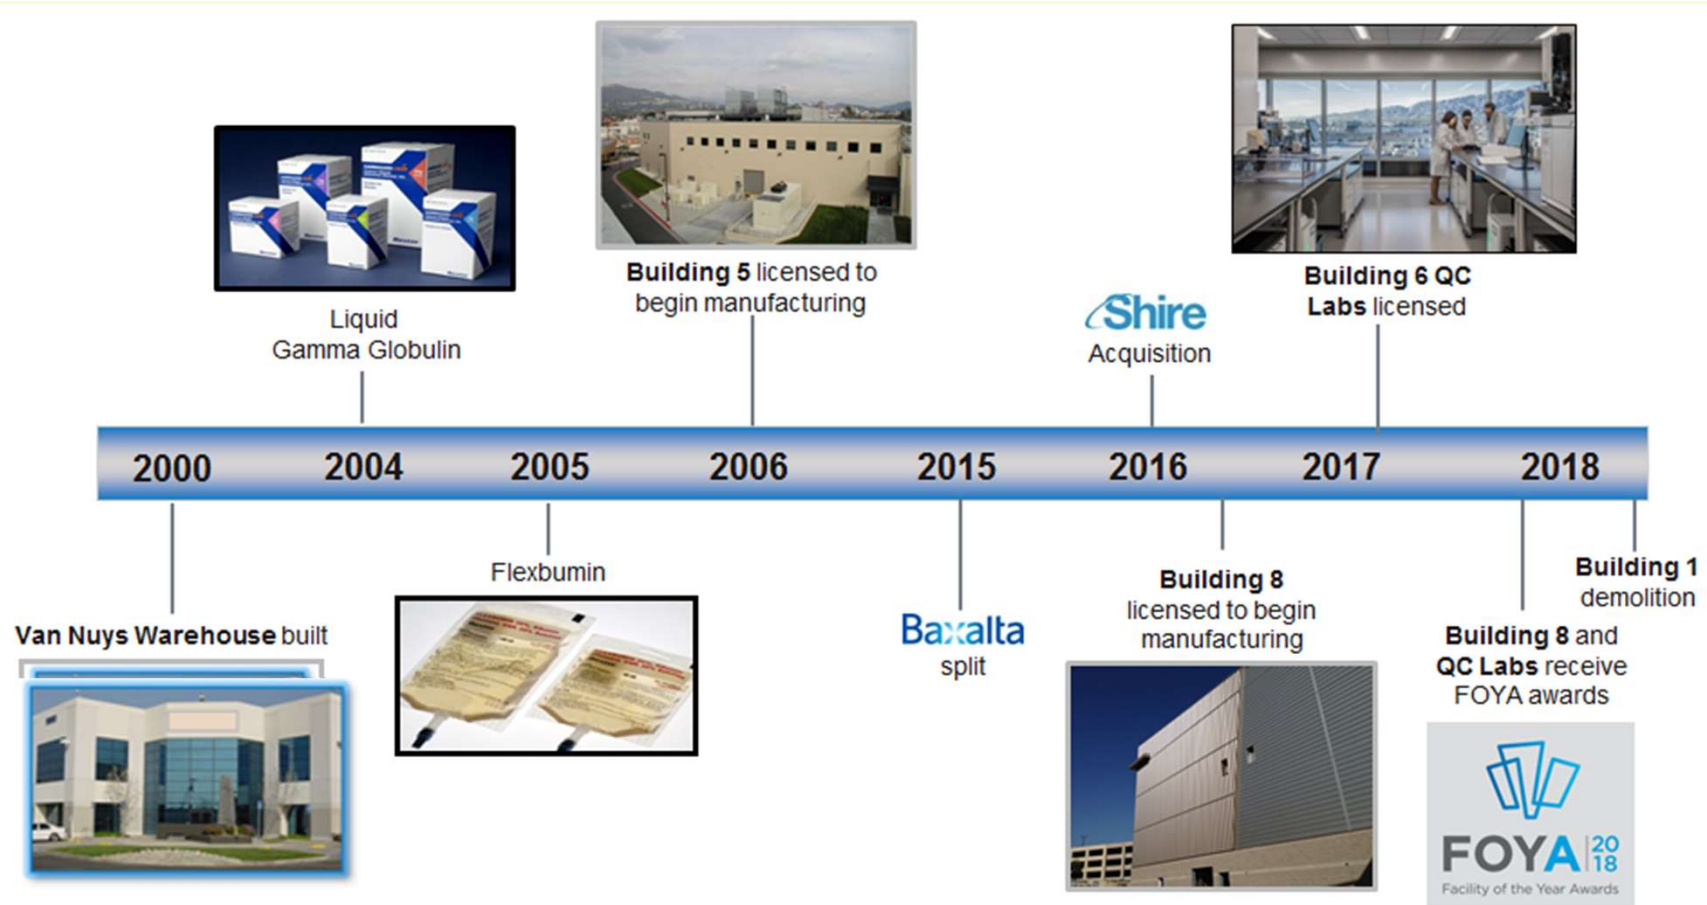 Liquid
Gamma Globulin
Building 5 licensed to
begin manufacturing
Shire
Acquisition
Building 6 QC
Labs licensed
2000 2004 2005 2006 2015 2016 2017 2018
Van Nuys Warehouse built
Flexbumin
Baxalta
split
Building 8
licensed to begin
manufacturing
Building 8 and
QC Labs receive
FOYA awards
Building 1
demolition
FOYA 20
18
Facility of the Year Awards